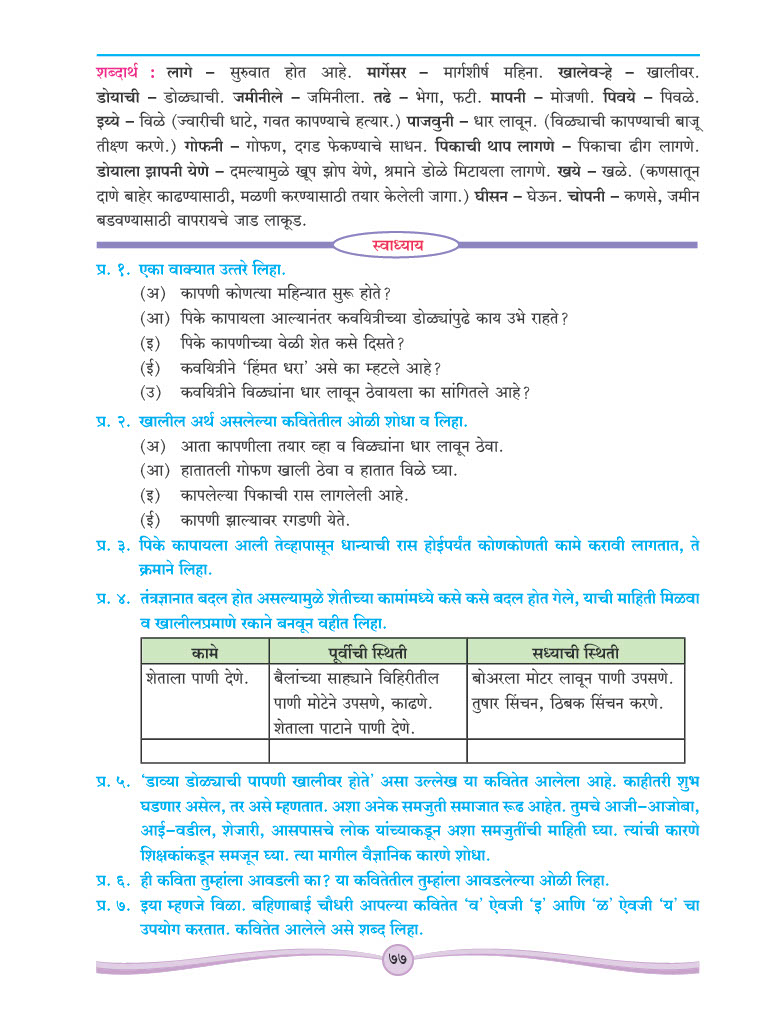 शब्दार्थ : लागे – सुरुवात होत आहे. मार्गेसर – मार्गशीर्ष महिना. खालेवऱ्हे – खालीवर.
डोयाची – डोळ्याची. जमीनीले – जमिनीला. तढे – भेगा, फटी. मापनी – मोजणी. पिवये – पिवळे.
इय्ये – विळे (ज्वारीची धाटे, गवत कापण्याचे हत्यार.) पाजवुनी – धार लावून. (विळ्याची कापण्याची बाजू
तीक्ष्ण करणे.) गोफनी – गोफण, दगड फेकण्याचे साधन. पिकाची थाप लागणे – पिकाचा ढीग लागणे.
डोयाला झापनी येणे – दमल्यामुळे खूप झोप येणे, श्रमाने डोळे मिटायला लागणे. खये – खळे. (कणसातून
दाणे बाहेर काढण्यासाठी, मळणी करण्यासाठी तयार केलेली जागा.) घीसन – घेऊन. चोपनी – कणसे, जमीन
बडवण्यासाठी वापरायचे जाड लाकूड.
स्वाध्याय
प्र. १. एका वाक्यात उत्तरे लिहा.
(अ) कापणी कोणत्या महिन्यात सुरू होते?
(आ) पिके कापायला आल्यानंतर कवयित्रीच्या डोळ्यांपुढे काय उभे राहते?
(इ) पिके कापणीच्या वेळी शेत कसे दिसते?
(ई) कवयित्रीने ‘हिंमत धरा’ असे का म्हटले आहे?
(उ) कवयित्रीने विळ्यांना धार लावून ठेवायला का सांगितले आहे?
प्र. २. खालील अर्थ असलेल्या कवितेतील ओळी शोधा व लिहा.
(अ) आता कापणीला तयार व्हा व विळ्यांना धार लावून ठेवा.
(आ) हातातली गोफण खाली ठेवा व हातात विळे घ्या.
(इ) कापलेल्या पिकाची रास लागलेली आहे.
(ई) कापणी झाल्यावर रगडणी येते.
प्र. ३. पिके कापायला आली तेव्हापासून धान्याची रास होईपर्यंत कोणकोणती कामे करावी लागतात, ते
क्रमाने लिहा.
प्र. ४. तंत्रज्ञानात बदल होत असल्यामुळे शेतीच्या कामांमध्ये कसे कसे बदल होत गेले, याची माहिती मिळवा
व खालीलप्रमाणे रकाने बनवून वहीत लिहा.
कामे पूर्वीची स्थिती सध्याची स्थिती
शेताला पाणी देणे. बैलांच्या साह्याने विहिरीतील बोअरला मोटर लावून पाणी उपसणे.
पाणी मोटेने उपसणे, काढणे. तुषार सिंचन, ठिबक सिंचन करणे.
शेताला पाटाने पाणी देणे.
प्र. ५. ‘डाव्या डोळ्याची पापणी खालीवर होते’ असा उल्लेख या कवितेत आलेला आहे. काहीतरी शुभ
घडणार असेल, तर असे म्हणतात. अशा अनेक समजुती समाजात रूढ आहेत. तुमचे आजी–आजोबा,
आई–वडील, शेजारी, आसपासचे लोक यांच्याकडून अशा समजुतींची माहिती घ्या. त्यांची कारणे
शिक्षकांकडून समजून घ्या. त्या मागील वैज्ञानिक कारणे शोधा.
प्र. ६. ही कविता तुम्हांला आवडली का? या कवितेतील तुम्हांला आवडलेल्या ओळी लिहा.
प्र. ७. इया म्हणजे विळा. बहिणाबाई चौधरी आपल्या कवितेत ‘व’ ऐवजी ‘इ’ आणि ‘ळ’ ऐवजी ‘य’ चा
उपयोग करतात. कवितेत आलेले असे शब्द लिहा.
७७